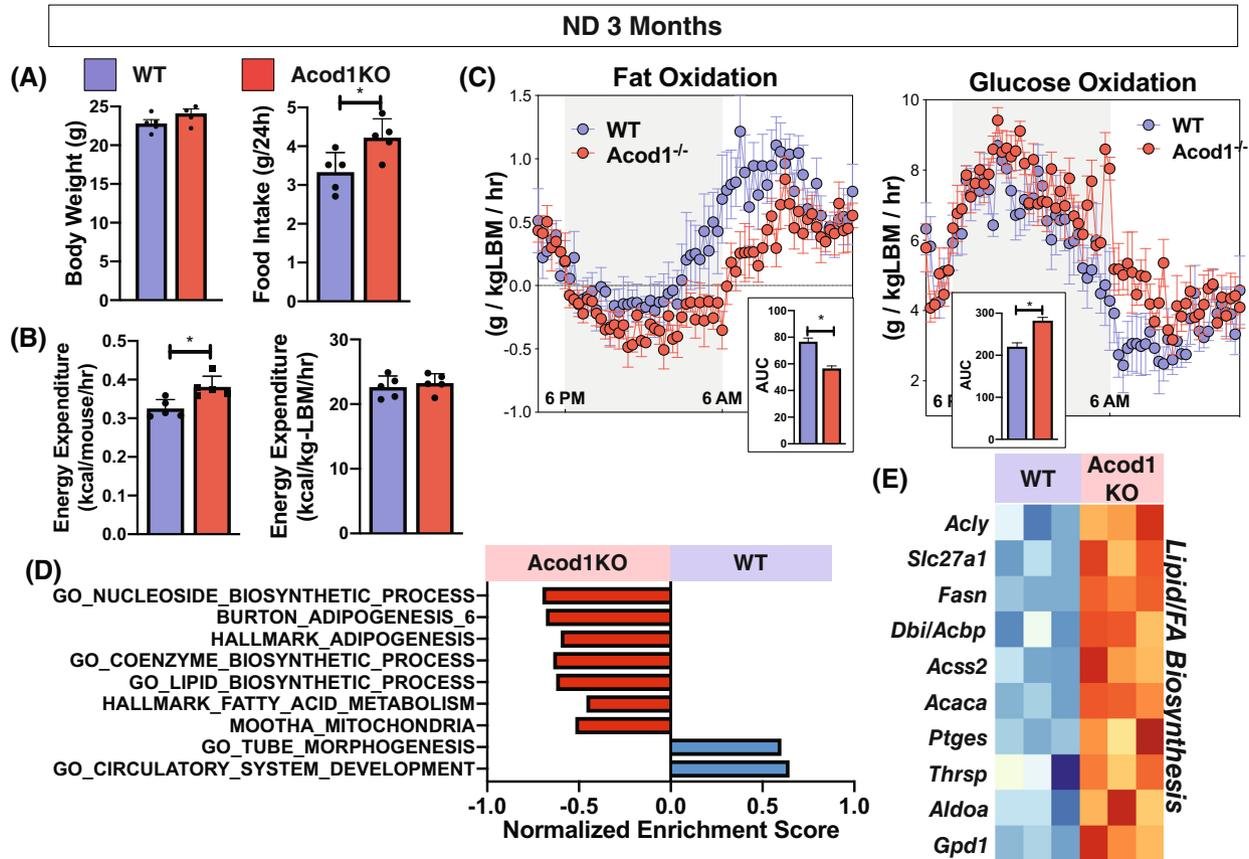 ND 3 Months
(A)
WT
Acod1KO
Body Weight (g)
25
20
15
10
5
0
Food Intake (g/24h)
5
4
3
2
1
0
*
(B)
Energy Expenditure
(kcal/mouse/hr)
0.5
0.4
0.3
0.2
0.1
0.0
*
Energy Expenditure
(kcal/kg-LBM/hr)
30
20
10
0
(C)
Fat Oxidation
(g / kgLBM / hr)
1.5
1.0
0.5
0.0
-0.5
-1.0
WT
Acod1-/-
6 PM
6 AM
AUC
100
80
60
40
20
0
*
Glucose Oxidation
(g / kgLBM / hr)
10
8
6
4
2
WT
Acod1-/-
6 AM
AUC
300
200
100
0
*
(D)
Acod1KO
WT
GO_NUCLEOSIDE_BIOSYNTHETIC_PROCESS
BURTON_ADIPOGENESIS_6
HALLMARK_ADIPOGENESIS
GO_COENZYME_BIOSYNTHETIC_PROCESS
GO_LIPID_BIOSYNTHETIC_PROCESS
HALLMARK_FATTY_ACID_METABOLISM
MOOTHA_MITOCHONDRIA
GO_TUBE_MORPHOGENESIS
GO_CIRCULATORY_SYSTEM_DEVELOPMENT
-1.0 -0.5 0.0 0.5 1.0
Normalized Enrichment Score
(E)
WT
Acod1
KO
Acly
Slc27a1
Fasn
Dbi/Acbp
Acss2
Acaca
Ptges
Thrsp
Aldoa
Gpd1
Lipid/FA Biosynthesis